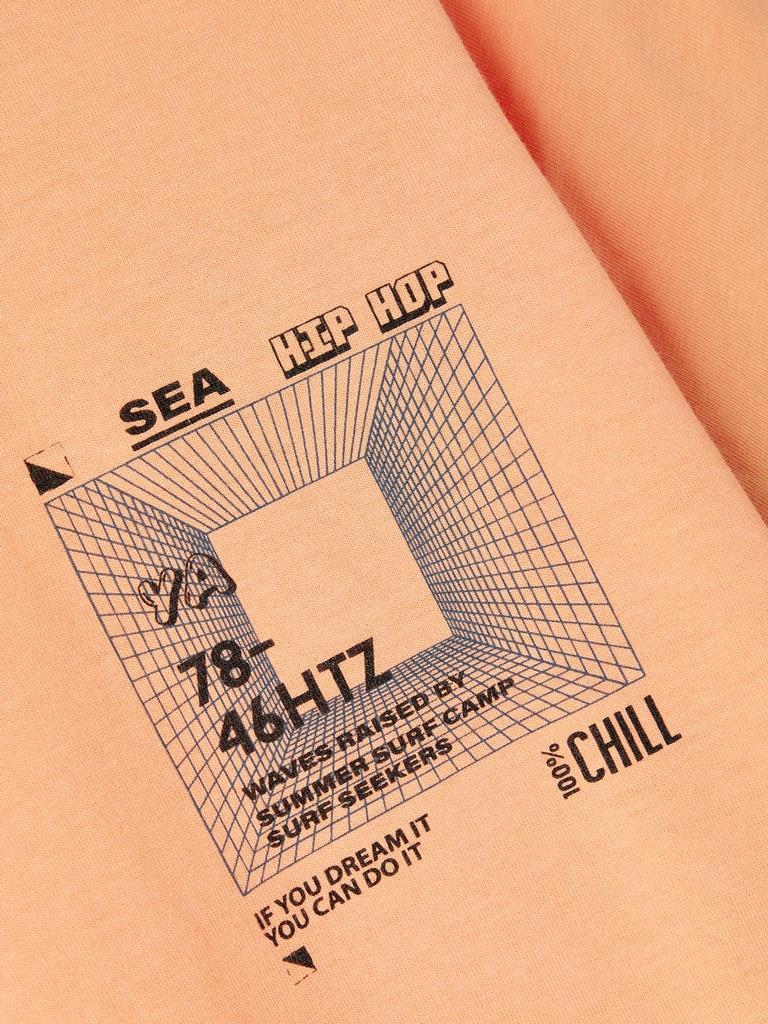 SEA
HIP HOP
YA
78-
46HTZ
WAVES RAISED BY
SUMMER SURF CAMP
SURF SEEKERS
100% CHILL
IF YOU DREAM IT
YOU CAN DO IT